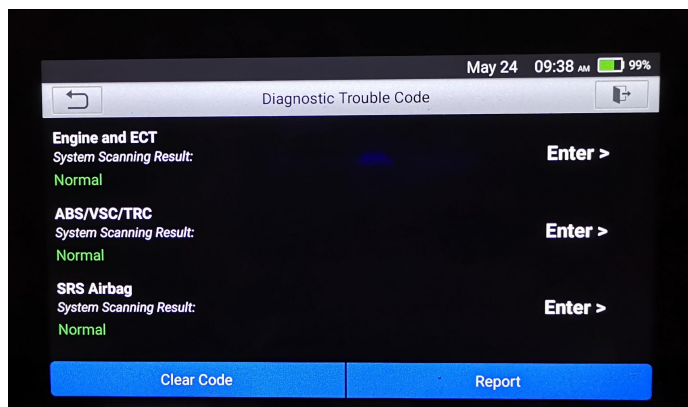 May 24 09:38 AM 99%
Diagnostic Trouble Code
Engine and ECT
System Scanning Result:
Enter >
Normal
ABS/VSC/TRC
System Scanning Result:
Enter >
Normal
SRS Airbag
System Scanning Result:
Enter >
Normal
Clear Code Report